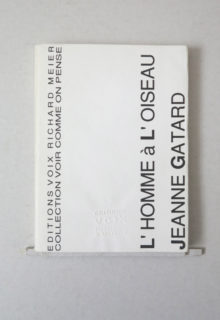 EDITIONS VOIX RICHARD MEIER
COLLECTION VOIR COMME ON PENSE
L'HOMME à L'OISEAU
JEANNE GATARD